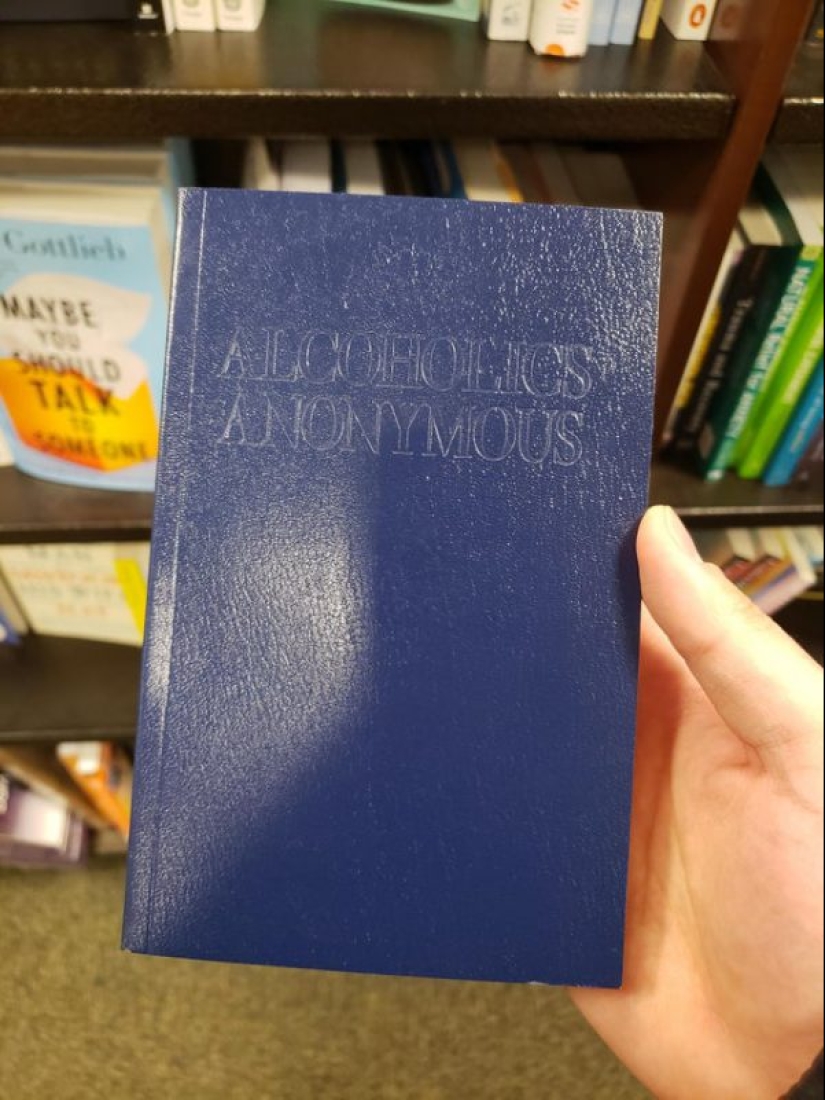 ALCOHOLICS
ANONYMOUS
Gottlieb
MAYBE
YOU
SHOULD
TALK
TO
SOMEONE